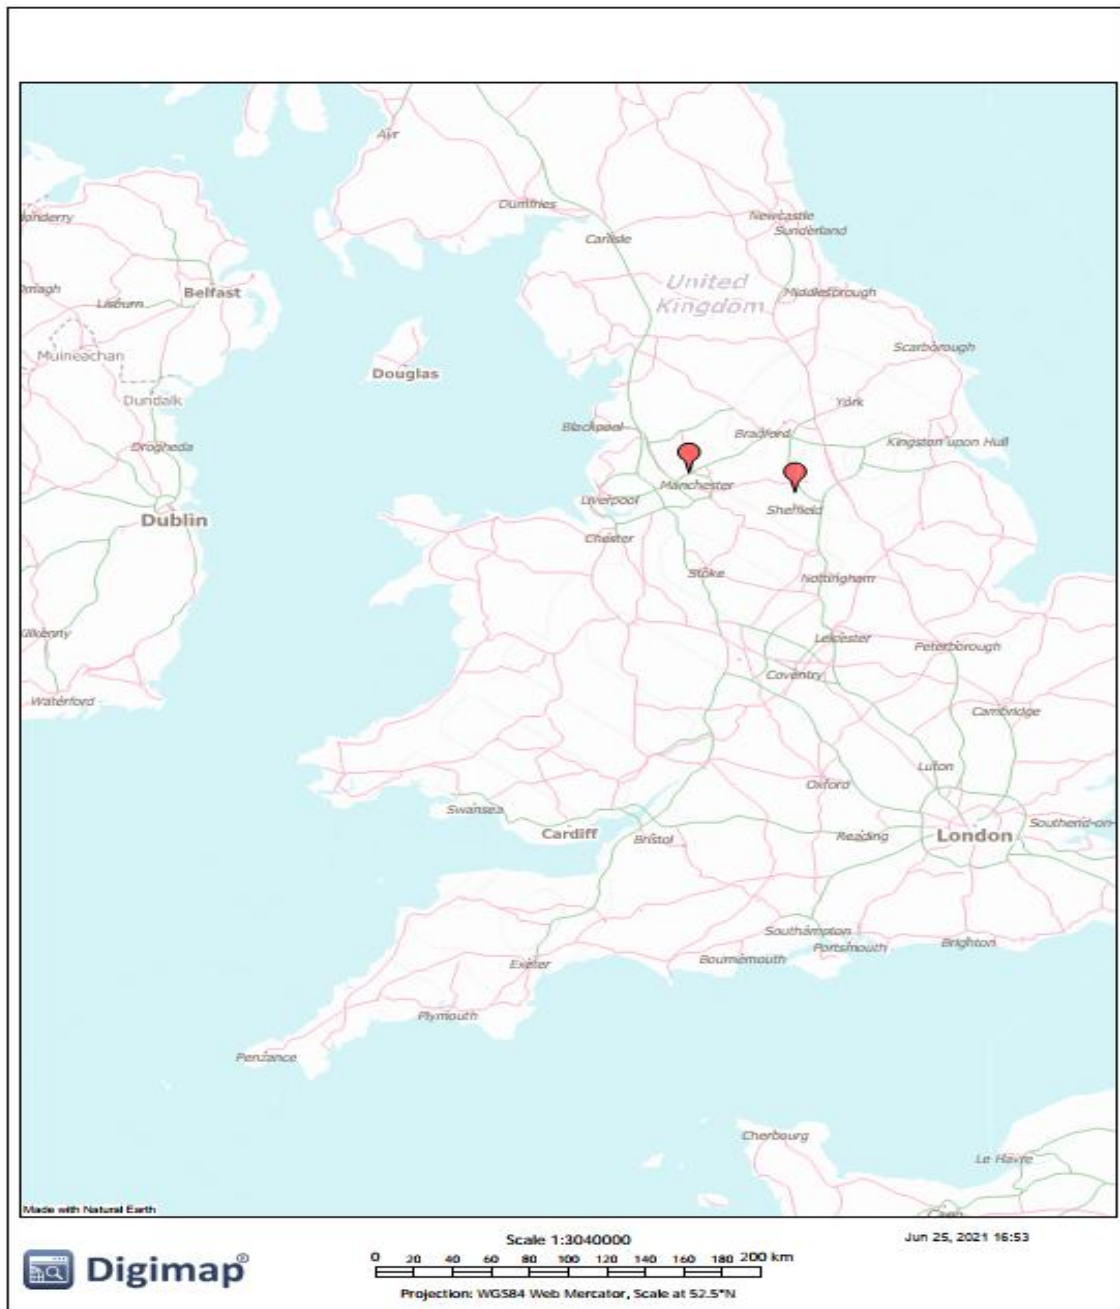 Ayr
Dumfries
Newcastle
Sunderland
Carlisle
onderry
United
Kingdom
Omagh
Lisburn
Belfast
Middlesbrough
Muineachan
Scarborough
Douglas
Dundalk
York
Blackpool
Bradford
Drogheda
Kingston upon Hull
Manchester
Liverpool
Sheffield
Dublin
Chester
Stoke
Nottingham
Kilkenny
Leicester
Peterborough
Waterford
Coventry
Cambridge
Luton
Oxford
Swansea
Cardiff
Bristol
Reading
London
Southend-on-
Southampton
Portsmouth
Brighton
Exeter
Bournemouth
Plymouth
Penzance
Cherbourg
Le Havre
Caen
Made with Natural Earth
Scale 1:3040000
Jun 25, 2021 16:53
0 20 40 60 80 100 120 140 160 180 200 km
Digimap®
Projection: WGS84 Web Mercator, Scale at 52.5°N